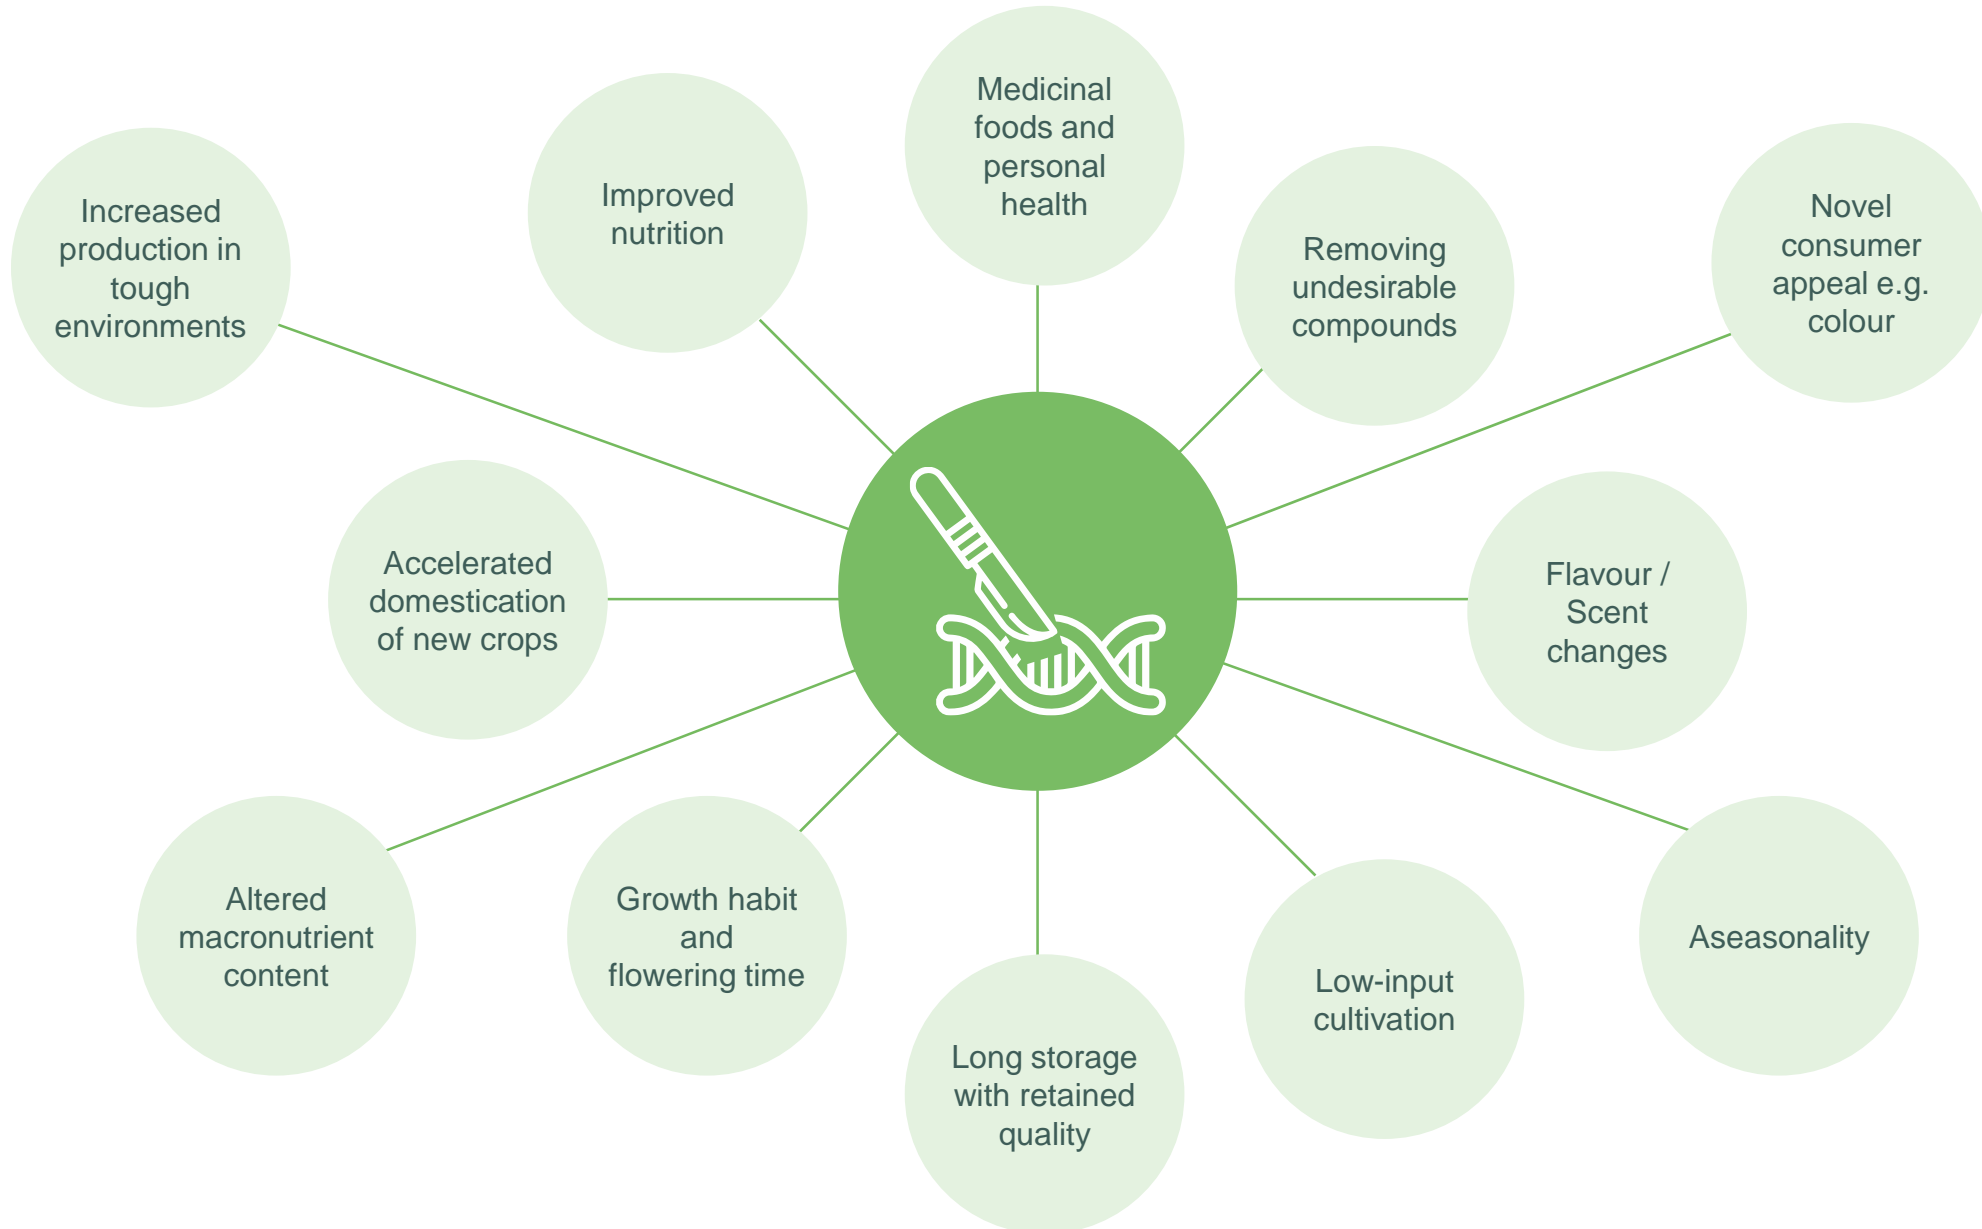 Medicinal
foods and
personal
health
Improved
nutrition
Increased
production in
tough
environments
Removing
undesirable
compounds
Novel
consumer
appeal e.g.
colour
Accelerated
domestication
of new crops
Flavour /
Scent
changes
Altered
macronutrient
content
Growth habit
and
flowering time
Long storage
with retained
quality
Low-input
cultivation
Aseasonality